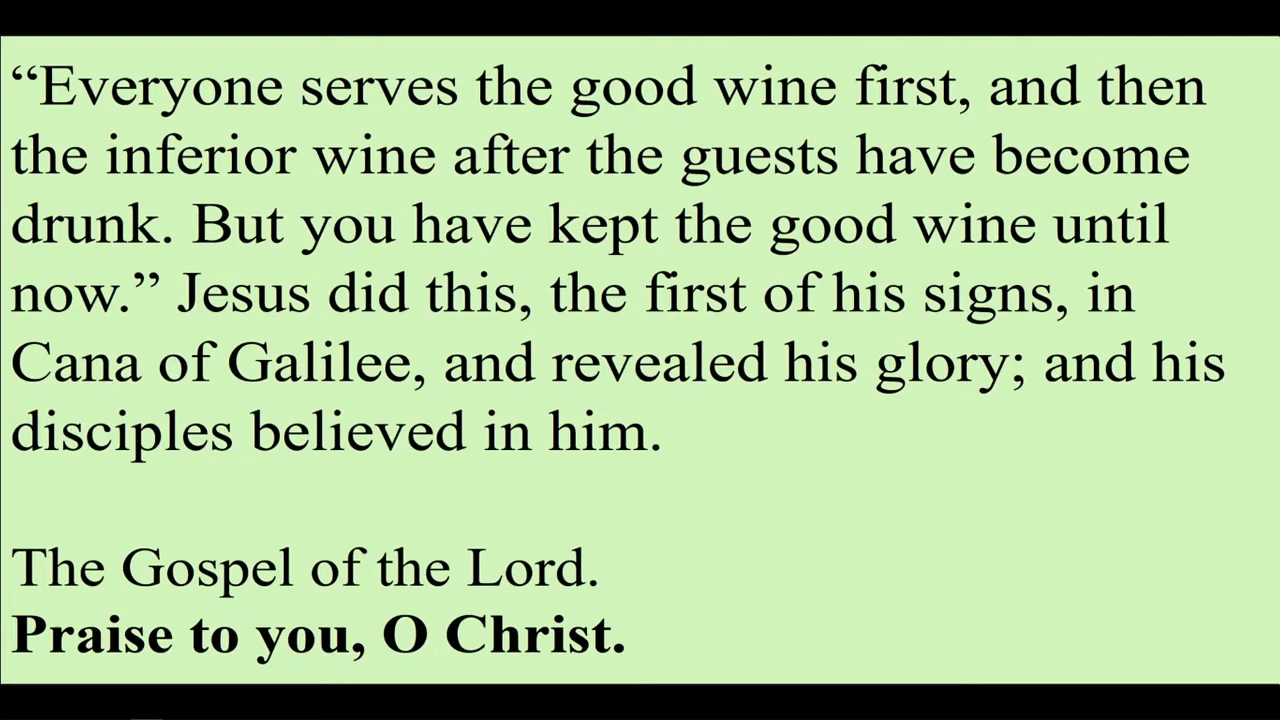 “Everyone serves the good wine first, and then
the inferior wine after the guests have become
drunk. But you have kept the good wine until
now.” Jesus did this, the first of his signs, in
Cana of Galilee, and revealed his glory; and his
disciples believed in him.
The Gospel of the Lord.
Praise to you, O Christ.